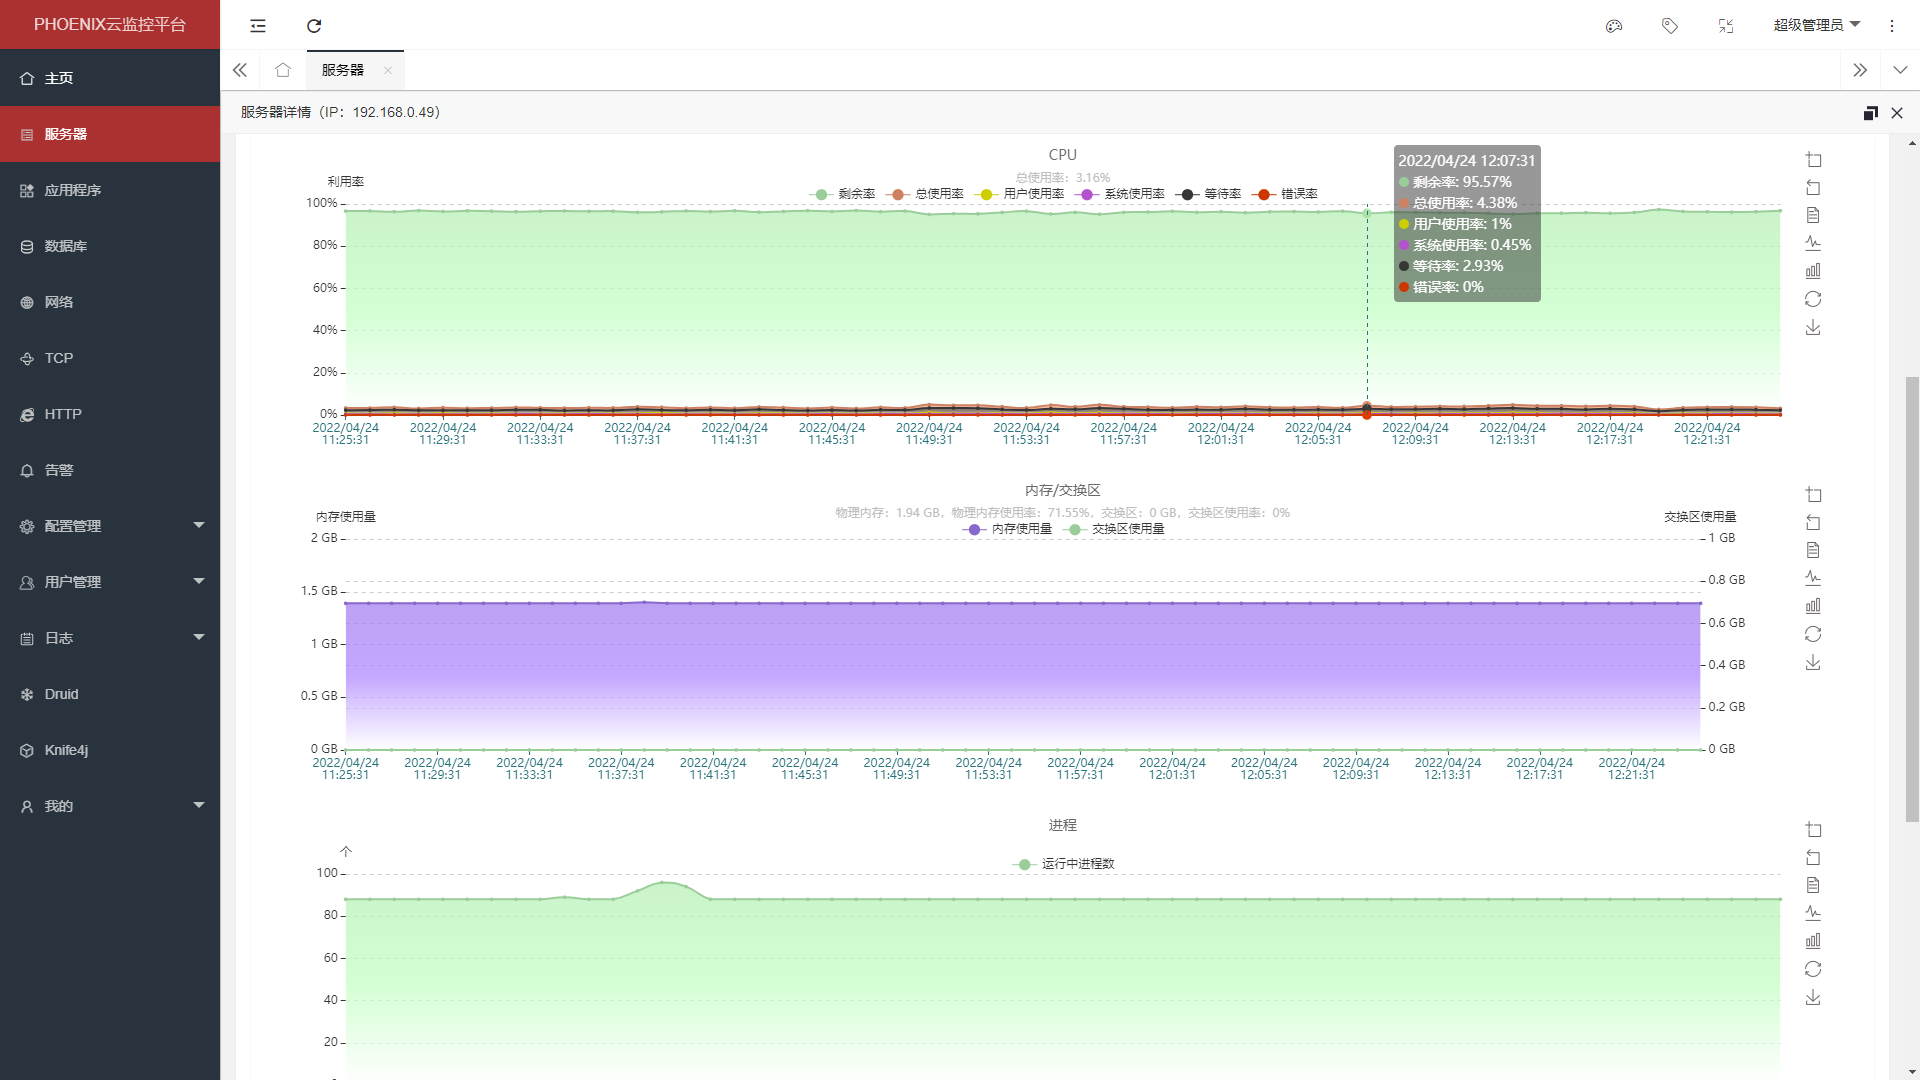 PHOENIX云监控平台
超级管理员
主页
服务器
应用程序
数据库
网络
TCP
HTTP
告警
配置管理
用户管理
日志
Druid
Knife4j
我的
服务器
服务器详情（IP：192.168.0.49）
CPU
总使用率：3.16%
利用率
剩余率 总使用率 用户使用率 系统使用率 等待率 错误率
100%
80%
60%
40%
20%
0%
2022/04/24 11:25:31
2022/04/24 11:29:31
2022/04/24 11:33:31
2022/04/24 11:37:31
2022/04/24 11:41:31
2022/04/24 11:45:31
2022/04/24 11:49:31
2022/04/24 11:53:31
2022/04/24 11:57:31
2022/04/24 12:01:31
2022/04/24 12:05:31
2022/04/24 12:09:31
2022/04/24 12:13:31
2022/04/24 12:17:31
2022/04/24 12:21:31
2022/04/24 12:07:31
剩余率: 95.57%
总使用率: 4.38%
用户使用率: 1%
系统使用率: 0.45%
等待率: 2.93%
错误率: 0%
内存/交换区
物理内存：1.94 GB，物理内存使用率：71.55%，交换区：0 GB，交换区使用率：0%
内存使用量
内存使用量 交换区使用量
交换区使用量
2 GB
1.5 GB
1 GB
0.5 GB
0 GB
1 GB
0.8 GB
0.6 GB
0.4 GB
0.2 GB
0 GB
2022/04/24 11:25:31
2022/04/24 11:29:31
2022/04/24 11:33:31
2022/04/24 11:37:31
2022/04/24 11:41:31
2022/04/24 11:45:31
2022/04/24 11:49:31
2022/04/24 11:53:31
2022/04/24 11:57:31
2022/04/24 12:01:31
2022/04/24 12:05:31
2022/04/24 12:09:31
2022/04/24 12:13:31
2022/04/24 12:17:31
2022/04/24 12:21:31
进程
个
运行中进程数
100
80
60
40
20